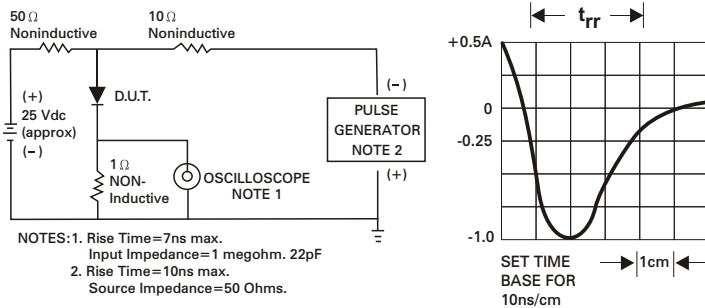 50 Ω
Noninductive
10 Ω
Noninductive
(+)
25 Vdc
(approx)
(-)
D.U.T.
1 Ω
NON-
Inductive
OSCILLOSCOPE
NOTE 1
(-)
PULSE
GENERATOR
NOTE 2
(+)
NOTES:1. Rise Time=7ns max.
Input Impedance=1 megohm. 22pF
2. Rise Time=10ns max.
Source Impedance=50 Ohms.
trr
+0.5A
0
-0.25
-1.0
SET TIME
BASE FOR
10ns/cm
1cm